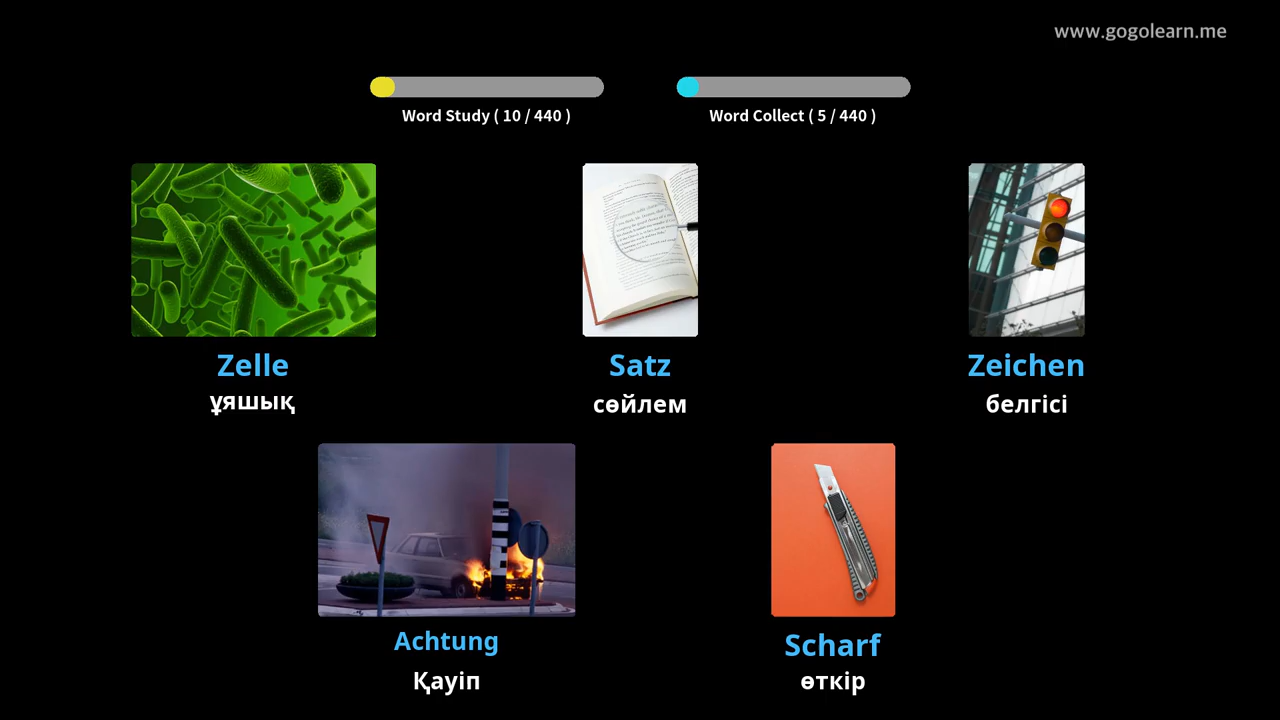 www.gogolearn.me
Word Study ( 10 / 440 )
Word Collect ( 5 / 440 )
Zelle
ұяшық
Satz
сөйлем
Zeichen
белгісі
Achtung
Қауіп
Scharf
өткір